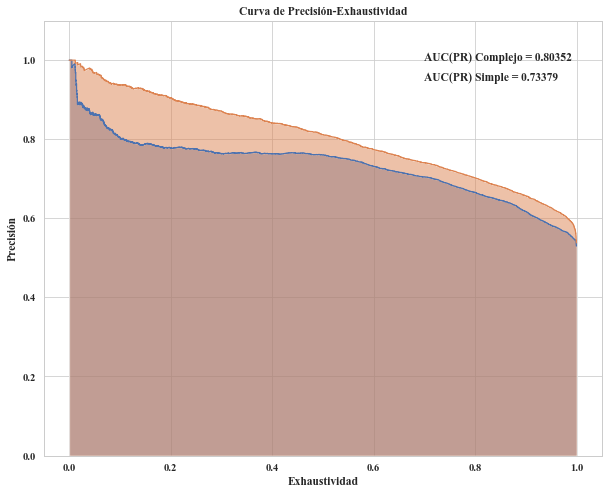 Curva de Precisión-Exhaustividad
AUC(PR) Complejo = 0.80352
AUC(PR) Simple = 0.73379
Precisión
1.0
0.8
0.6
0.4
0.2
0.0
0.0 0.2 0.4 0.6 0.8 1.0
Exhaustividad